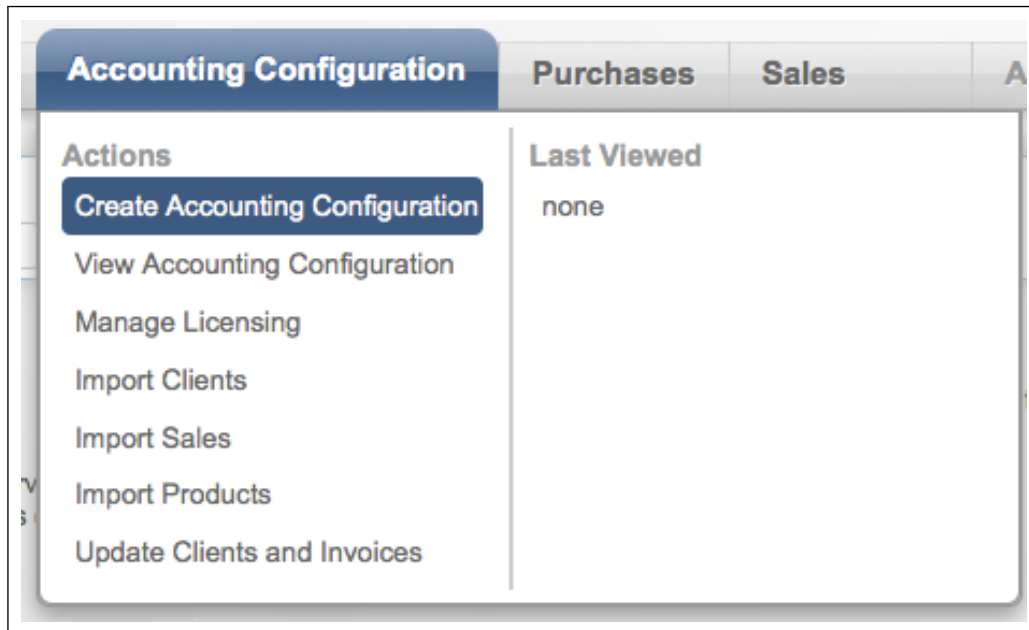 Accounting Configuration Purchases Sales A
Actions
Create Accounting Configuration
View Accounting Configuration
Manage Licensing
Import Clients
Import Sales
Import Products
Update Clients and Invoices
Last Viewed
none